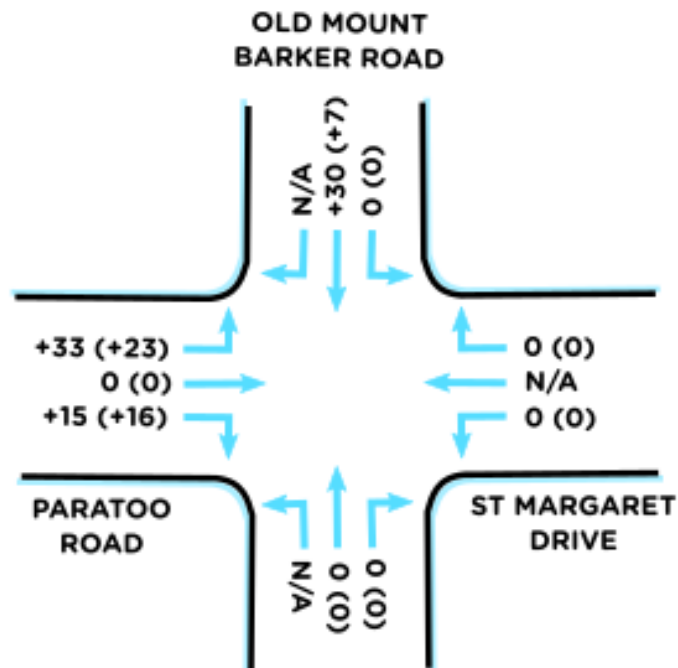 OLD MOUNT
BARKER ROAD
N/A
+30 (+7)
0 (0)
+33 (+23)
0 (0)
+15 (+16)
0 (0)
N/A
0 (0)
PARATOO
ROAD
ST MARGARET
DRIVE
N/A
0 (0)
0 (0)